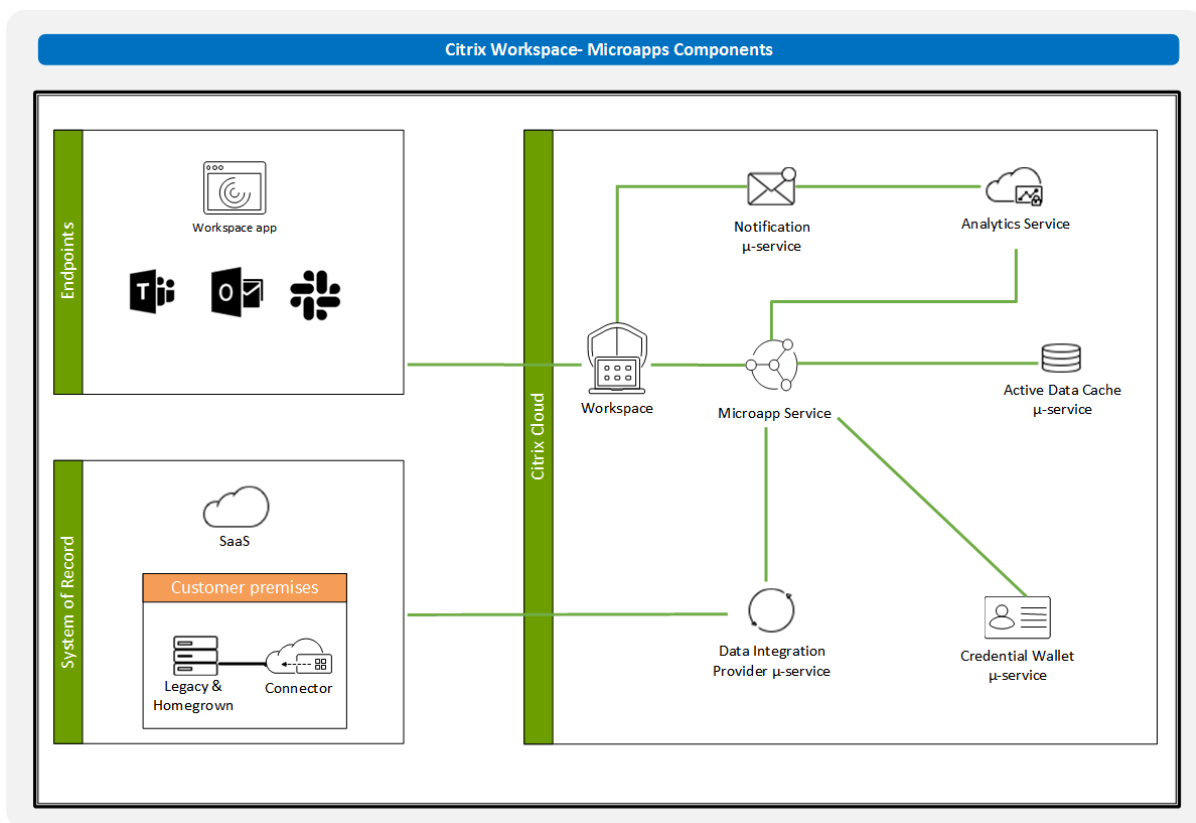 Citrix Workspace- Microapps Components
Endpoints
Workspace app
T
O
System of Record
SaaS
Customer premises
Legacy &
Homegrown
Connector
Citrix Cloud
Notification
µ-service
Analytics Service
Workspace
Microapp Service
Active Data Cache
µ-service
Data Integration
Provider µ-service
Credential Wallet
µ-service